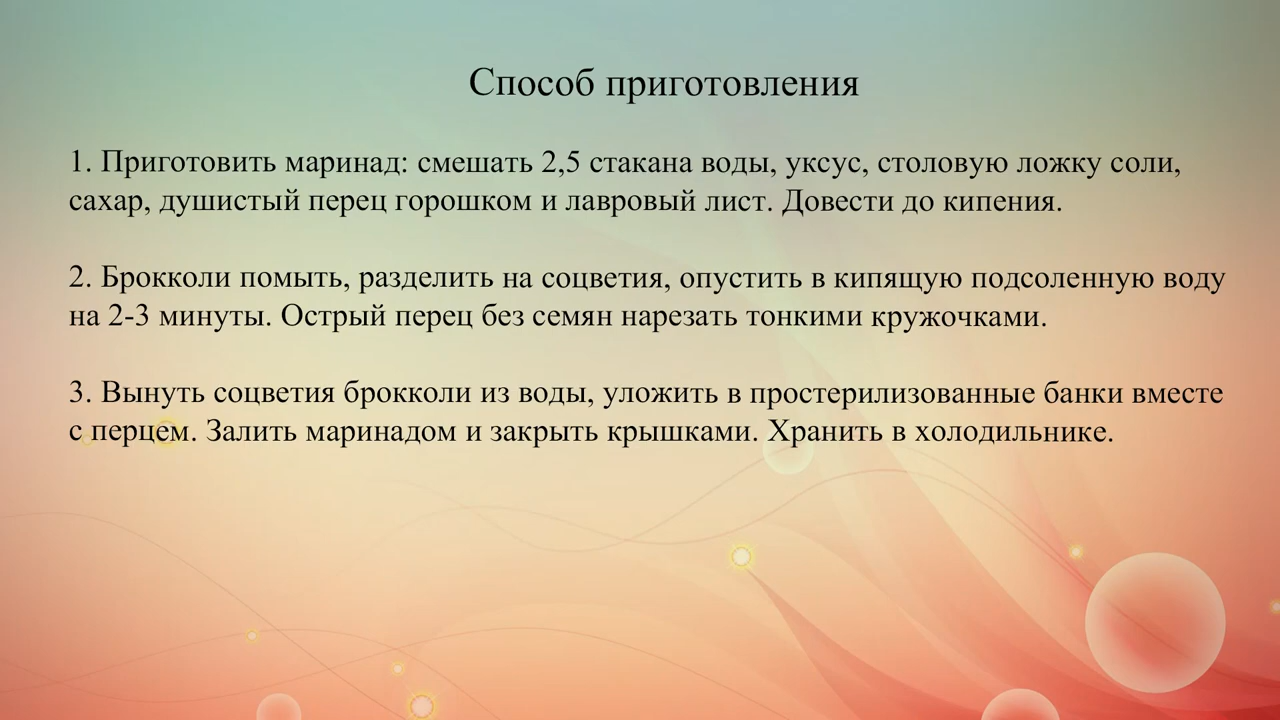 Способ приготовления
1. Приготовить маринад: смешать 2,5 стакана воды, уксус, столовую ложку соли,
сахар, душистый перец горошком и лавровый лист. Довести до кипения.
2. Брокколи помыть, разделить на соцветия, опустить в кипящую подсоленную воду
на 2-3 минуты. Острый перец без семян нарезать тонкими кружочками.
3. Вынуть соцветия брокколи из воды, уложить в простерилизованные банки вместе
с перцем. Залить маринадом и закрыть крышками. Хранить в холодильнике.